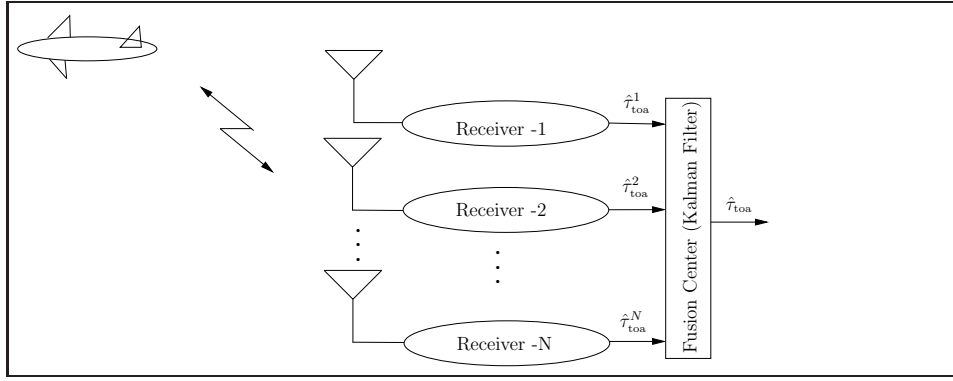 Receiver -1
τ̂¹toa
Receiver -2
τ̂²toa
Receiver -N
τ̂ᴺtoa
Fusion Center (Kalman Filter)
τ̂toa